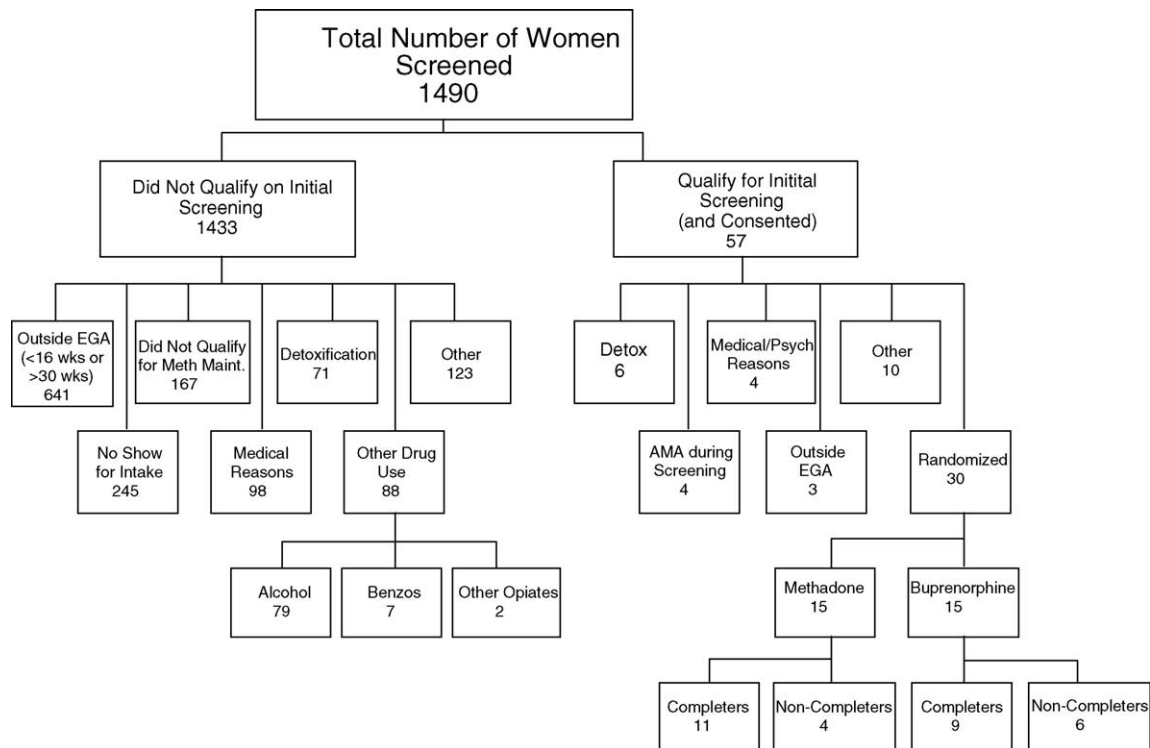 Total Number of Women
Screened
1490
Did Not Qualify on Initial
Screening
1433
Qualify for Initital
Screening
(and Consented)
57
Outside EGA
(<16 wks or
>30 wks)
641
Did Not Qualify
for Meth Maint.
167
Detoxification
71
Other
123
Detox
6
Medical/Psych
Reasons
4
Other
10
No Show
for Intake
245
Medical
Reasons
98
Other Drug
Use
88
AMA during
Screening
4
Outside
EGA
3
Randomized
30
Alcohol
79
Benzos
7
Other Opiates
2
Methadone
15
Buprenorphine
15
Completers
11
Non-Completers
4
Completers
9
Non-Completers
6